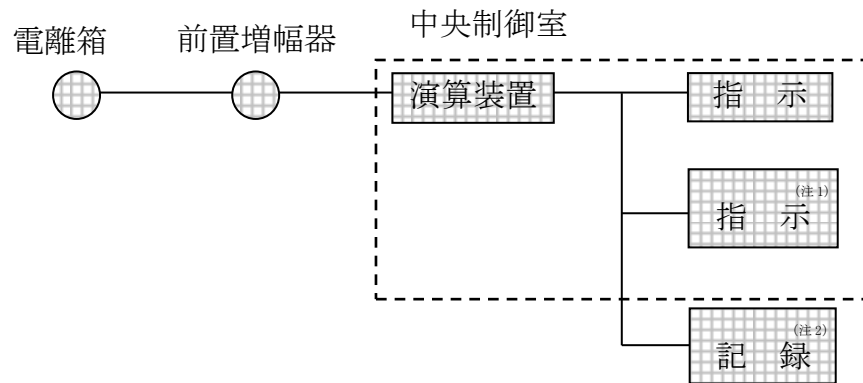 中央制御室
電離箱 前置増幅器
演算装置 指 示
(注1)
指 示
(注2)
記 録